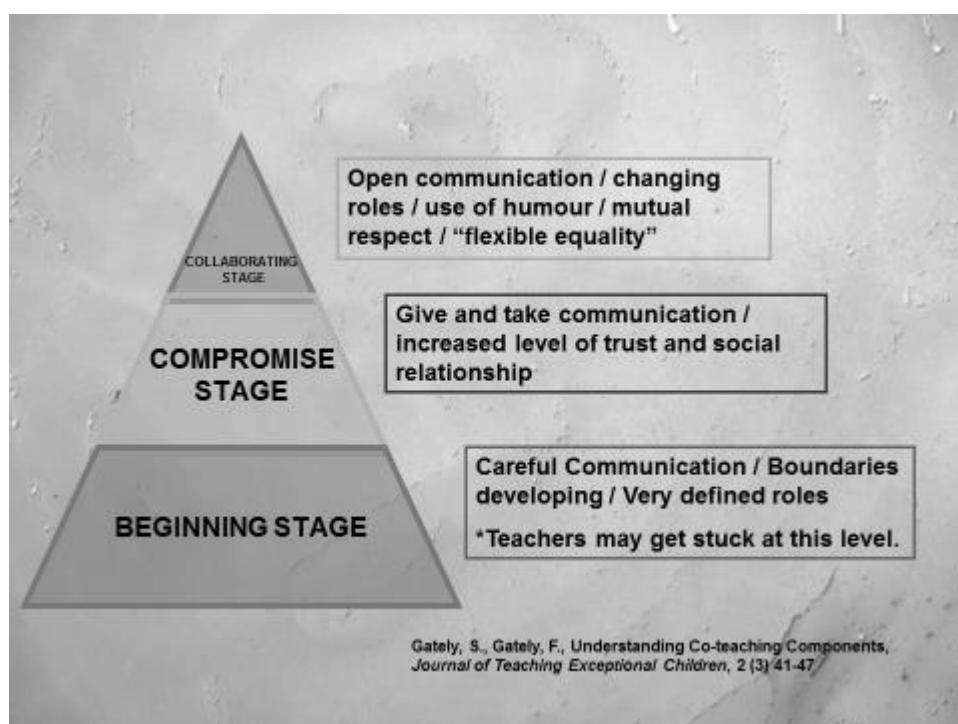 Open communication / changing
roles / use of humour / mutual
respect / “flexible equality”
COLLABORATING
STAGE
Give and take communication /
increased level of trust and social
relationship
COMPROMISE
STAGE
Careful Communication / Boundaries
developing / Very defined roles
*Teachers may get stuck at this level.
BEGINNING STAGE
Gately, S., Gately, F., Understanding Co-teaching Components,
Journal of Teaching Exceptional Children, 2 (3) 41-47